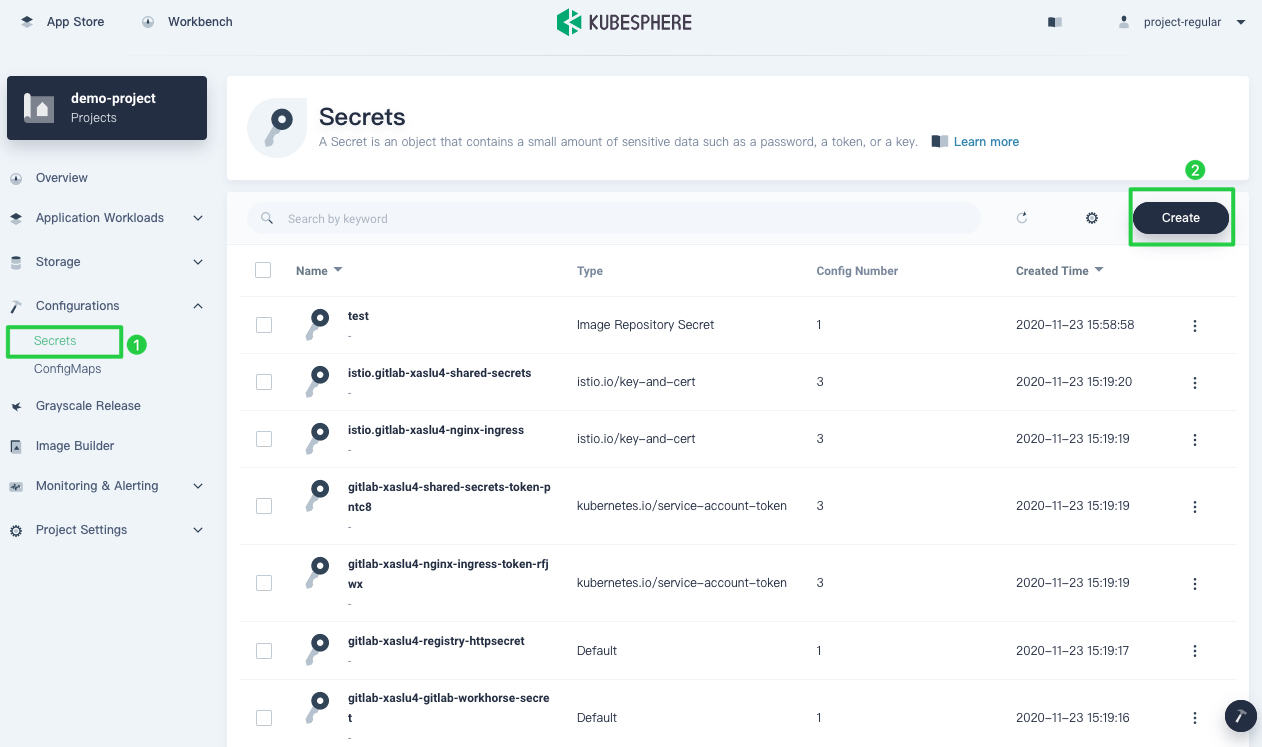 App Store
Workbench
KUBESPHERE
project-regular
demo-project
Projects
Overview
Application Workloads
Storage
Configurations
Secrets
1
ConfigMaps
Grayscale Release
Image Builder
Monitoring & Alerting
Project Settings
Secrets
A Secret is an object that contains a small amount of sensitive data such as a password, a token, or a key.
Learn more
2
Search by keyword
Create
Name Type Config Number Created Time
test
-
Image Repository Secret 1 2020-11-23 15:58:58
istio.gitlab-xaslu4-shared-secrets
-
istio.io/key-and-cert 3 2020-11-23 15:19:20
istio.gitlab-xaslu4-nginx-ingress
-
istio.io/key-and-cert 3 2020-11-23 15:19:19
gitlab-xaslu4-shared-secrets-token-p
ntc8
-
kubernetes.io/service-account-token 3 2020-11-23 15:19:19
gitlab-xaslu4-nginx-ingress-token-rfj
wx
-
kubernetes.io/service-account-token 3 2020-11-23 15:19:19
gitlab-xaslu4-registry-httpsecret
-
Default 1 2020-11-23 15:19:17
gitlab-xaslu4-gitlab-workhorse-secre
t
-
Default 1 2020-11-23 15:19:16